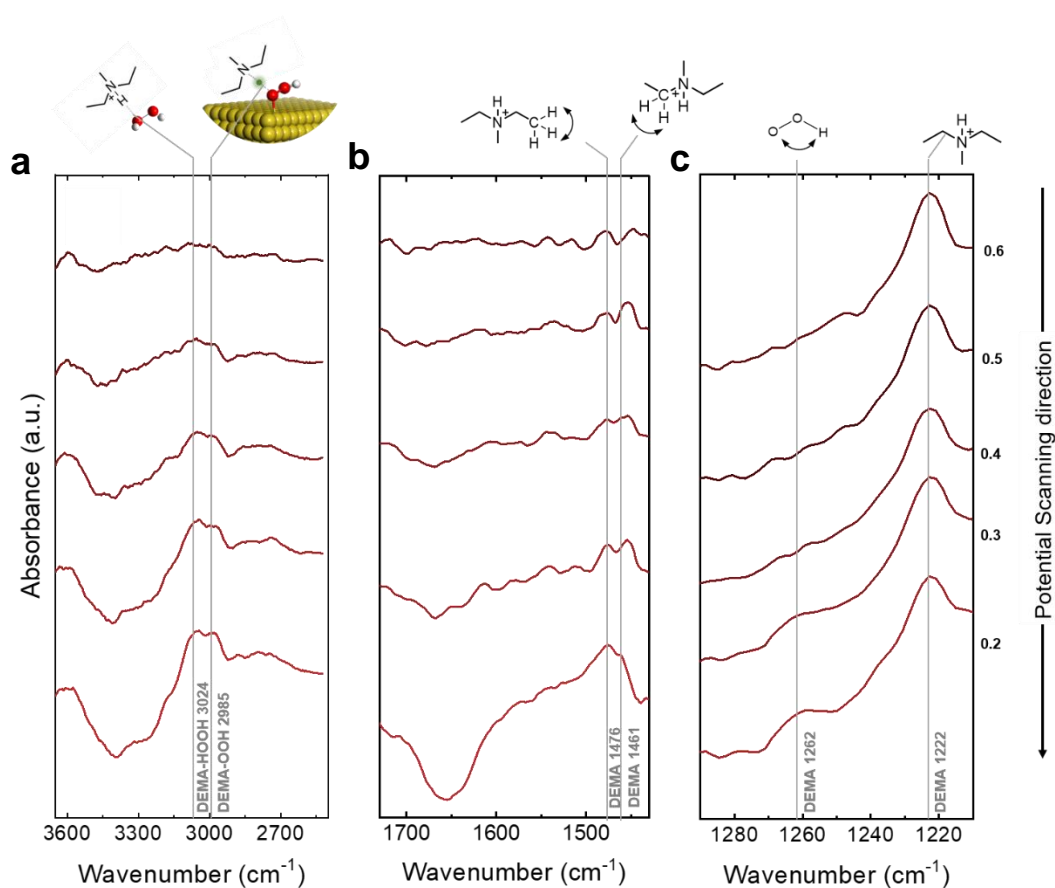 a
b
c
N
+
H
N
H
N
+
C
H
H
H
C
+
N
H
H
H
O
O
H
H
N
+
Absorbance (a.u.)
DEMA-HOOH 3024
DEMA-OOH 2985
DEMA 1476
DEMA 1461
DEMA 1262
DEMA 1222
0.6
0.5
0.4
0.3
0.2
Potential Scanning direction
3600 3300 3000 2700
1700 1600 1500
1280 1260 1240 1220
Wavenumber (cm-1)
Wavenumber (cm-1)
Wavenumber (cm-1)